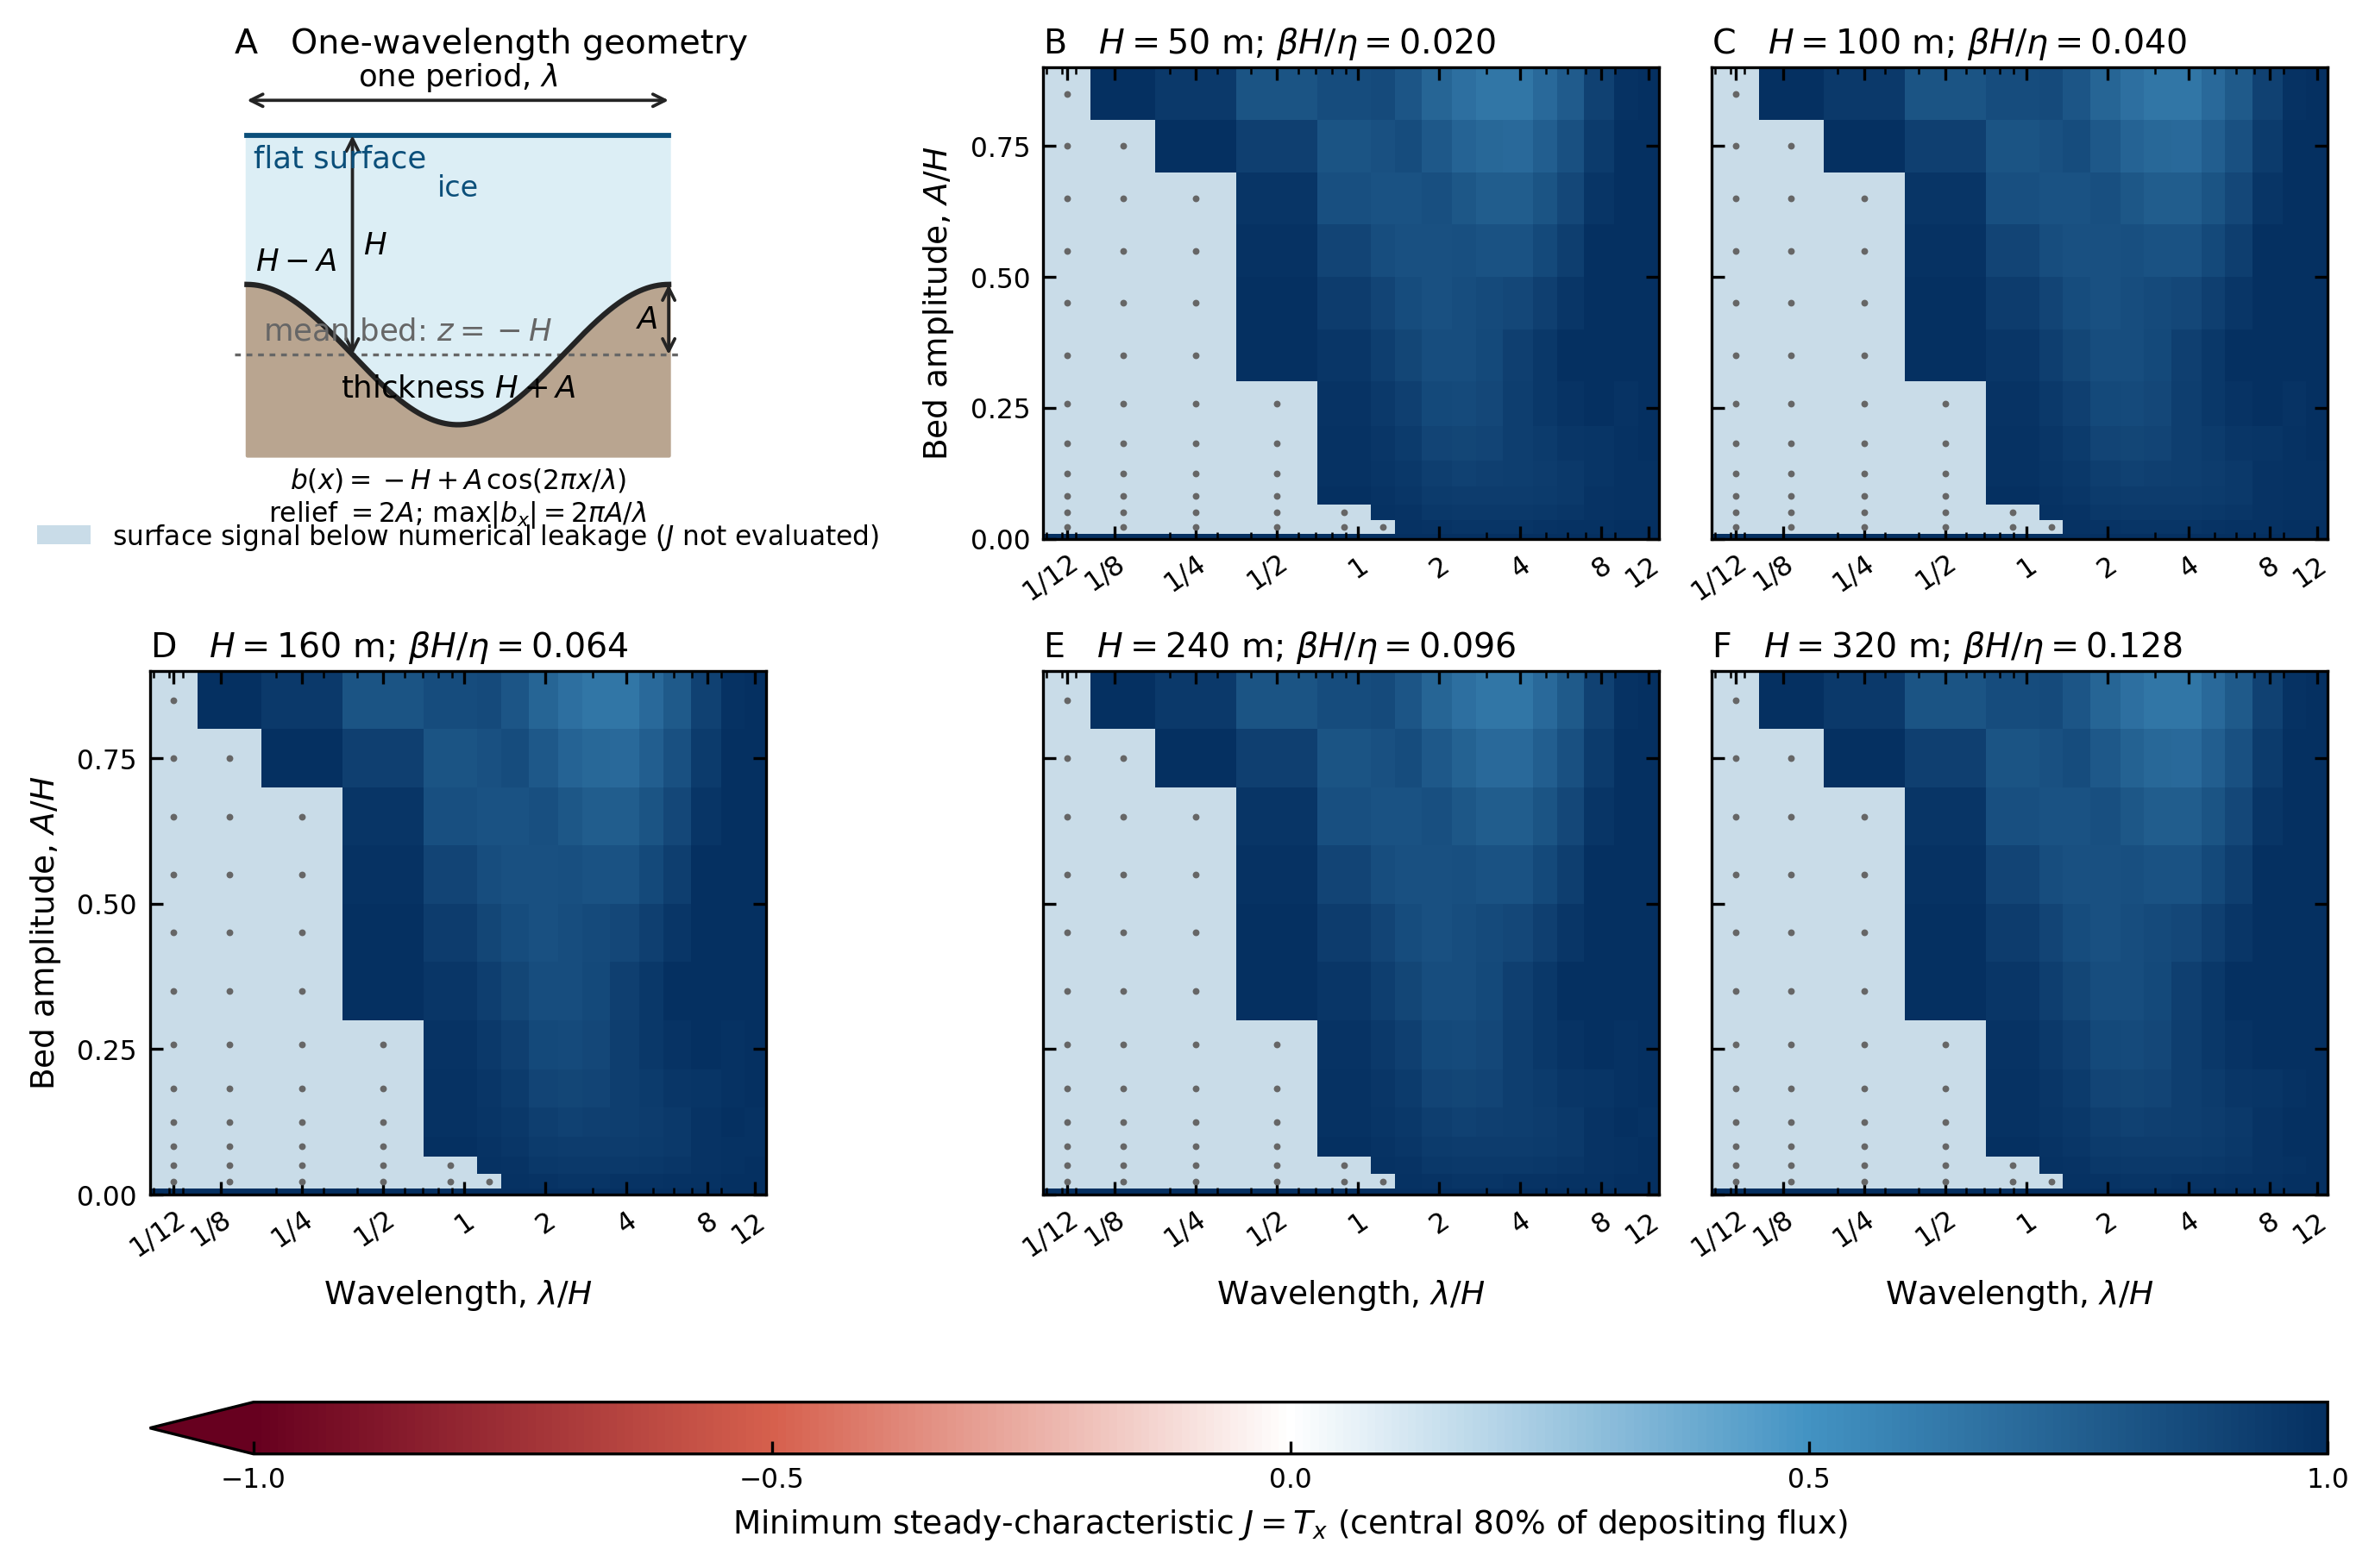 A One-wavelength geometry
one period, λ
flat surface
ice
H − A
H
A
mean bed: z = −H
thickness H + A
b(x) = −H + A cos(2πx/λ)
relief = 2A; max|bₓ| = 2πA/λ
surface signal below numerical leakage (J not evaluated)
B H = 50 m; βH/η = 0.020
Bed amplitude, A/H
0.75
0.50
0.25
0.00
1/12 1/8 1/4 1/2 1 2 4 8 12
C H = 100 m; βH/η = 0.040
1/12 1/8 1/4 1/2 1 2 4 8 12
D H = 160 m; βH/η = 0.064
Bed amplitude, A/H
0.75
0.50
0.25
0.00
1/12 1/8 1/4 1/2 1 2 4 8 12
Wavelength, λ/H
E H = 240 m; βH/η = 0.096
1/12 1/8 1/4 1/2 1 2 4 8 12
Wavelength, λ/H
F H = 320 m; βH/η = 0.128
1/12 1/8 1/4 1/2 1 2 4 8 12
Wavelength, λ/H
−1.0 −0.5 0.0 0.5 1.0
Minimum steady-characteristic J = Tₓ (central 80% of depositing flux)